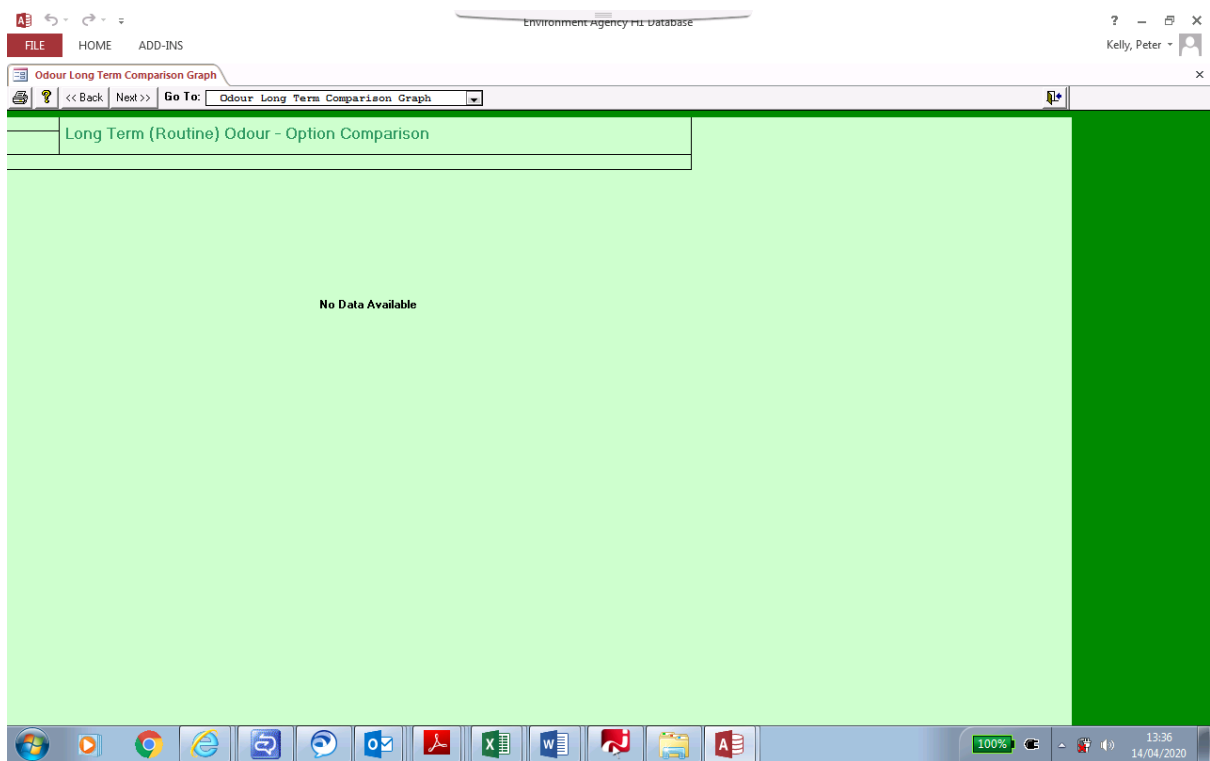 Environment Agency H1 Database
?
FILE HOME ADD-INS
Kelly, Peter
Odour Long Term Comparison Graph
<< Back Next >> Go To: Odour Long Term Comparison Graph
Long Term (Routine) Odour - Option Comparison
No Data Available
100%
13:36
14/04/2020